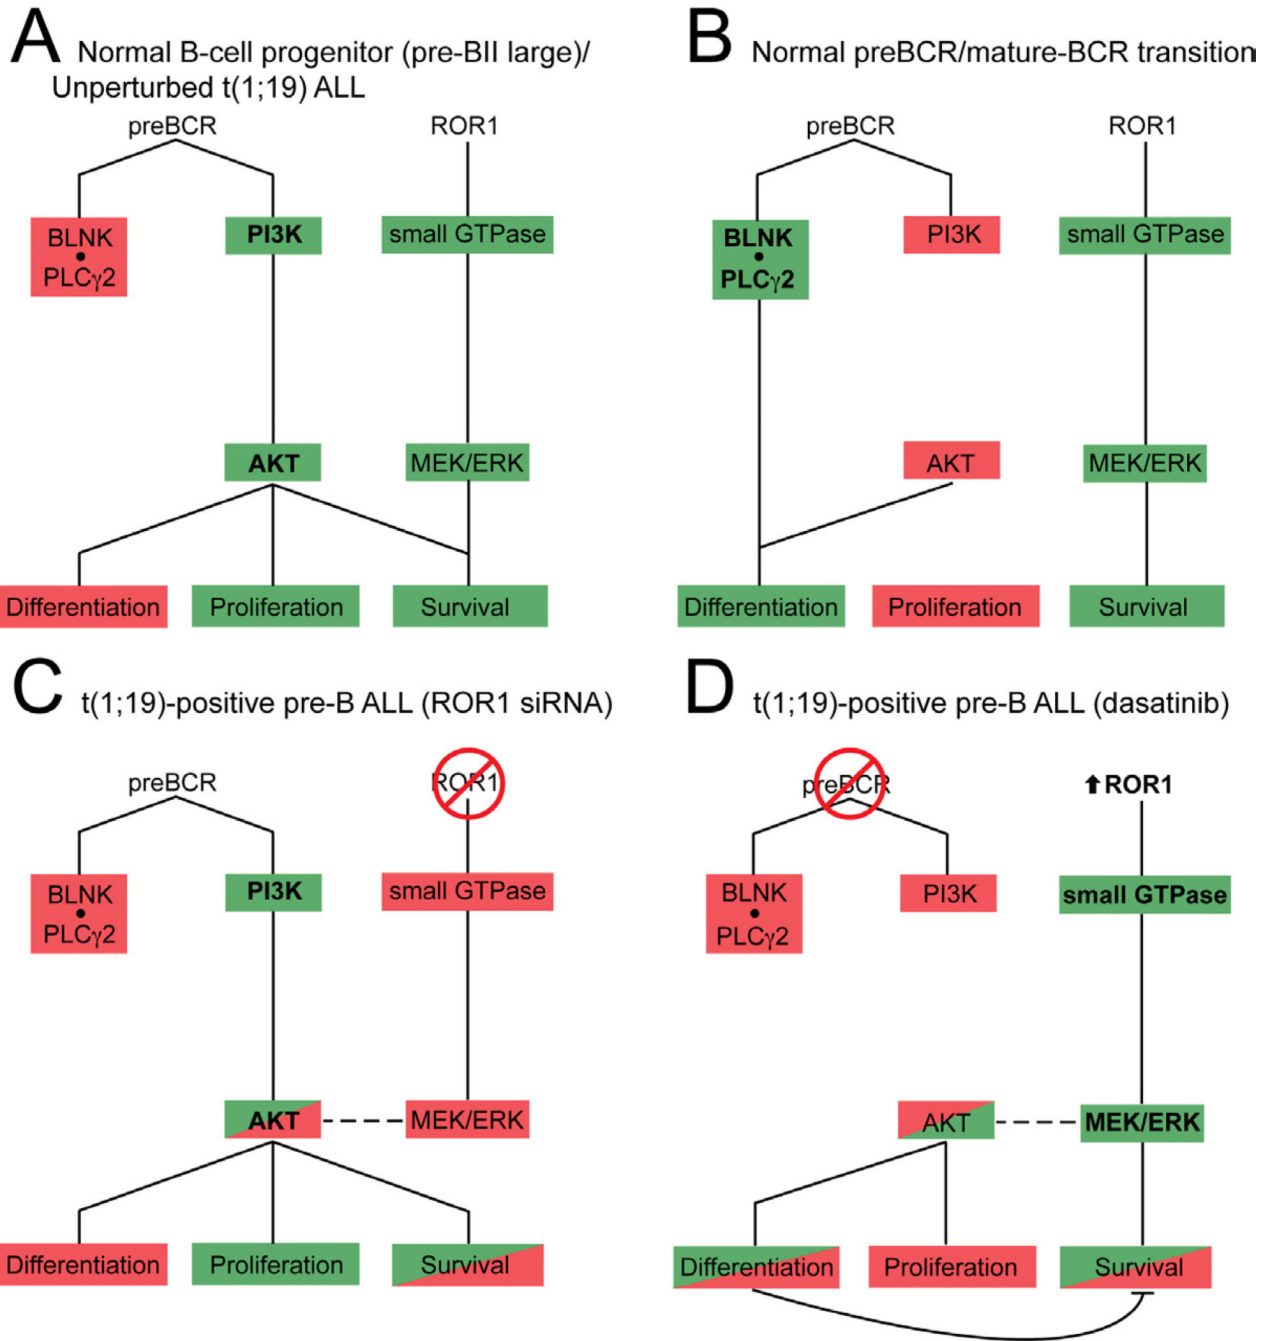 A Normal B-cell progenitor (pre-BII large)/
Unperturbed t(1;19) ALL
preBCR
ROR1
BLNK
•
PLCγ2
PI3K
small GTPase
AKT
MEK/ERK
Differentiation
Proliferation
Survival
B Normal preBCR/mature-BCR transition
preBCR
ROR1
BLNK
•
PLCγ2
PI3K
small GTPase
AKT
MEK/ERK
Differentiation
Proliferation
Survival
C t(1;19)-positive pre-B ALL (ROR1 siRNA)
preBCR
ROR1
BLNK
•
PLCγ2
PI3K
small GTPase
AKT
MEK/ERK
Differentiation
Proliferation
Survival
D t(1;19)-positive pre-B ALL (dasatinib)
preBCR
⬆ROR1
BLNK
•
PLCγ2
PI3K
small GTPase
AKT
MEK/ERK
Differentiation
Proliferation
Survival